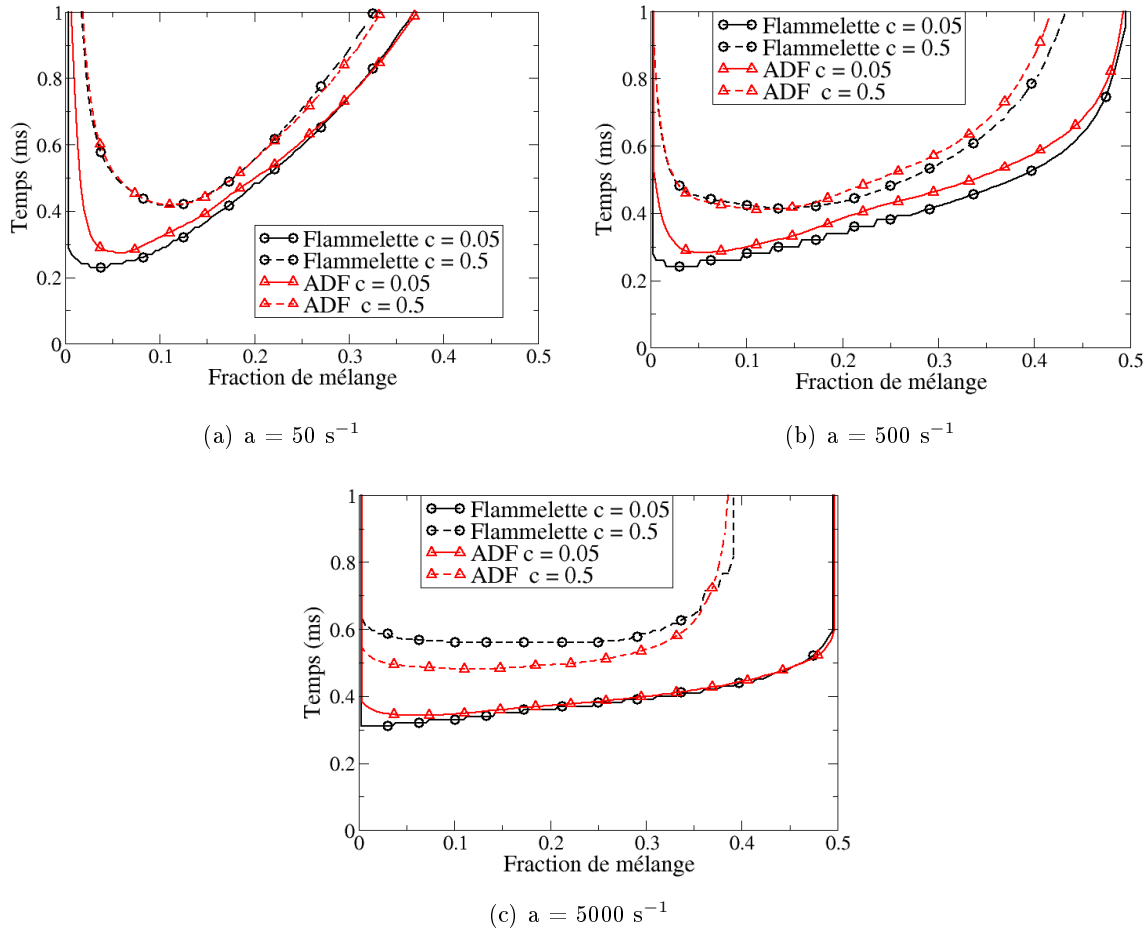 Temps (ms)
1
0.8
0.6
0.4
0.2
0
0 0.1 0.2 0.3 0.4 0.5
Fraction de mélange
Flammelette c = 0.05
Flammelette c = 0.5
ADF c = 0.05
ADF c = 0.5
(a) a = 50 s⁻¹
Temps (ms)
1
0.8
0.6
0.4
0.2
0
0 0.1 0.2 0.3 0.4 0.5
Fraction de mélange
Flammelette c = 0.05
Flammelette c = 0.5
ADF c = 0.05
ADF c = 0.5
(b) a = 500 s⁻¹
Temps (ms)
1
0.8
0.6
0.4
0.2
0
0 0.1 0.2 0.3 0.4 0.5
Fraction de mélange
Flammelette c = 0.05
Flammelette c = 0.5
ADF c = 0.05
ADF c = 0.5
(c) a = 5000 s⁻¹